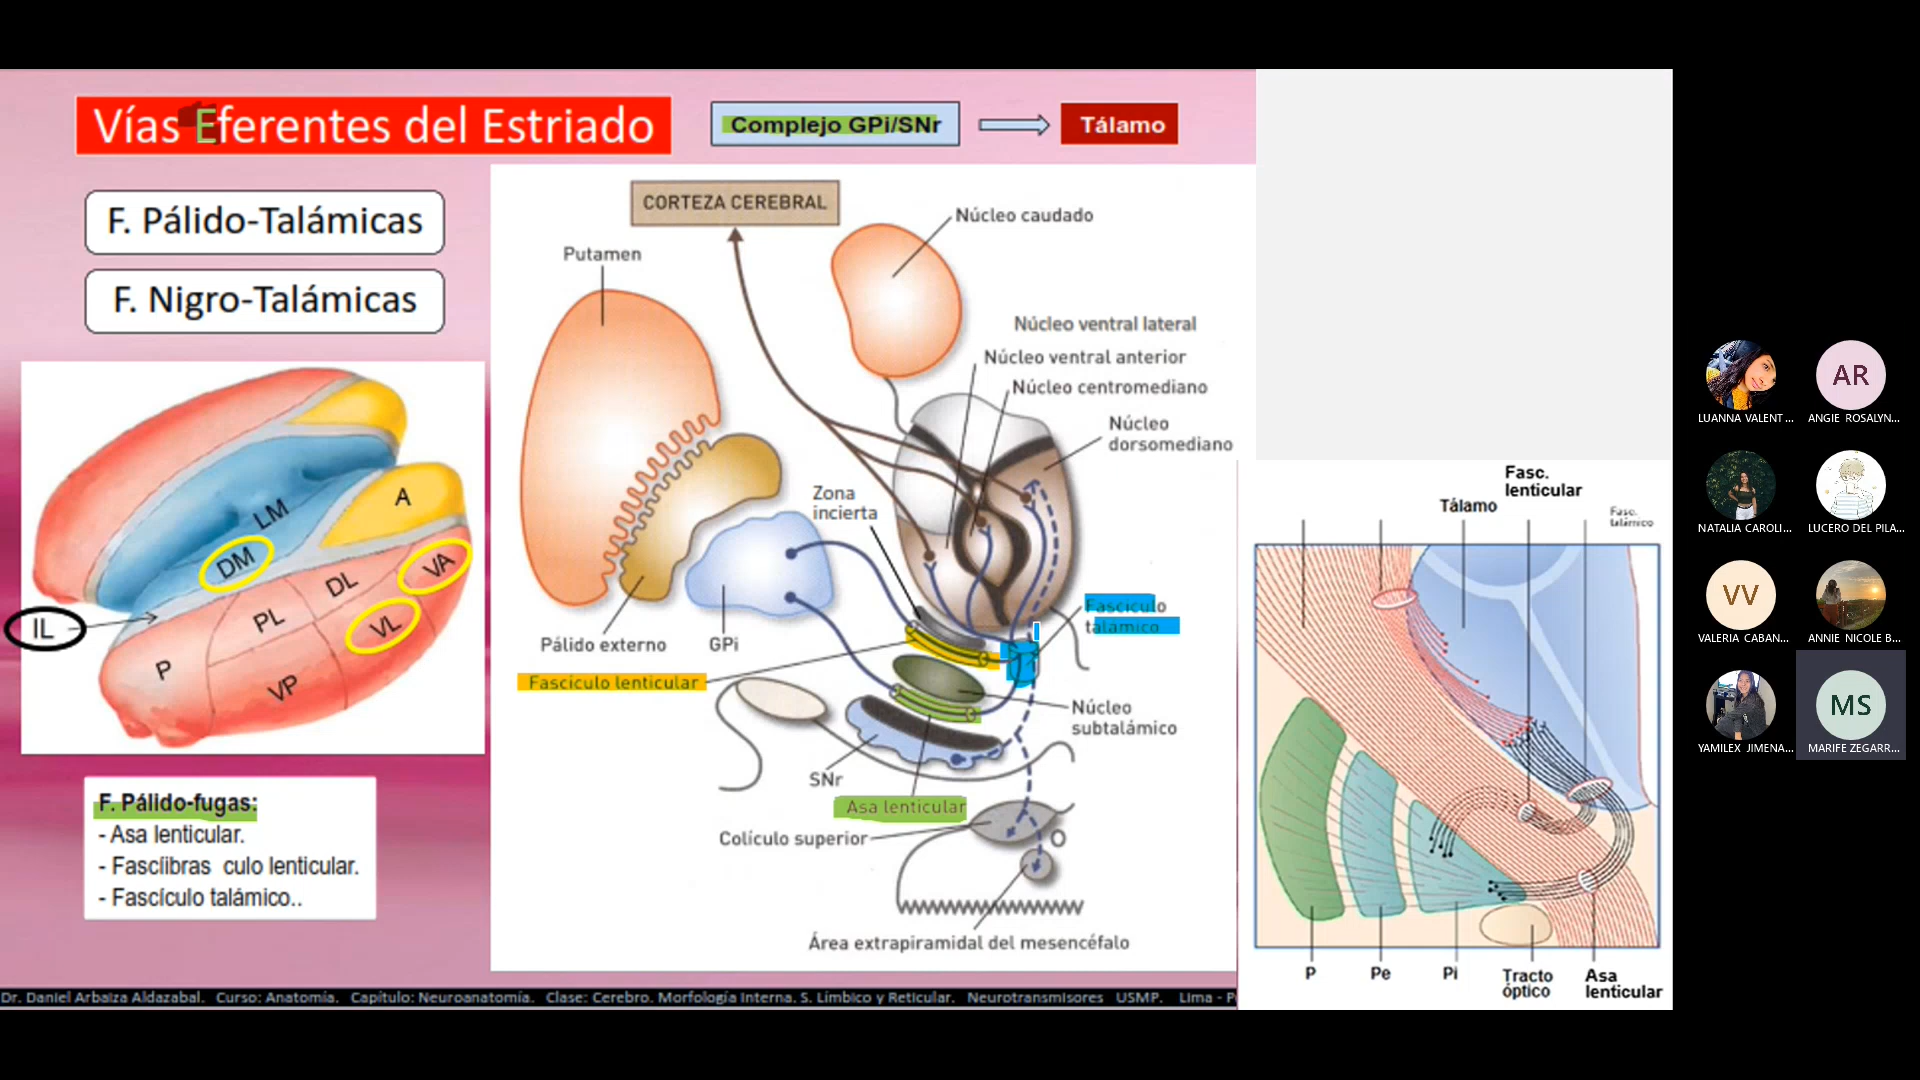 Vías Eferentes del Estriado
Complejo GPi/SNr
Tálamo
F. Pálido-Talámicas
F. Nigro-Talámicas
LM
A
DM
VA
DL
PL
VL
IL
P
VP
F. Pálido-fugas:
- Asa lenticular.
- Fasclibras culo lenticular.
- Fascículo talámico..
CORTEZA CEREBRAL
Núcleo caudado
Putamen
Núcleo ventral lateral
Núcleo ventral anterior
Núcleo centromediano
Núcleo
dorsomediano
Zona
incierta
Fascículo
talámico
Pálido externo
GPi
Fascículo lenticular
Núcleo
subtalámico
SNr
Asa lenticular
Colículo superior
Área extrapiramidal del mesencéfalo
Fasc.
lenticular
Tálamo
Fasc.
talámico
P
Pe
Pi
Tracto
óptico
Asa
lenticular
Dr. Daniel Arbaiza Aldazabal. Curso: Anatomía. Capítulo: Neuroanatomía. Clase: Cerebro. Morfología Interna. S. Límbico y Reticular. Neurotransmisores USMP. Lima - P
LUANNA VALENT...
AR
ANGIE ROSALYN...
NATALIA CAROLI...
LUCERO DEL PILA...
VV
VALERIA CABAN...
ANNIE NICOLE B...
YAMILEX JIMENA...
MS
MARIFE ZEGARR...